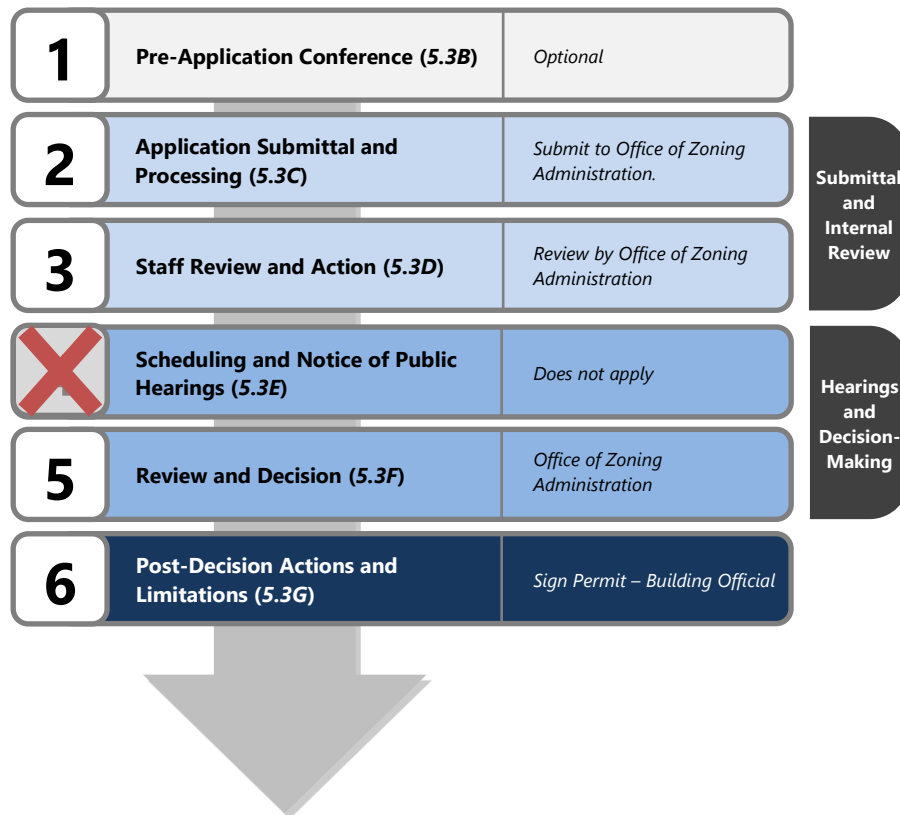 1
Pre-Application Conference (5.3B)
Optional
2
Application Submittal and
Processing (5.3C)
Submit to Office of Zoning
Administration.
3
Staff Review and Action (5.3D)
Review by Office of Zoning
Administration
Submittal
and
Internal
Review
Scheduling and Notice of Public
Hearings (5.3E)
Does not apply
5
Review and Decision (5.3F)
Office of Zoning
Administration
Hearings
and
Decision-
Making
6
Post-Decision Actions and
Limitations (5.3G)
Sign Permit – Building Official